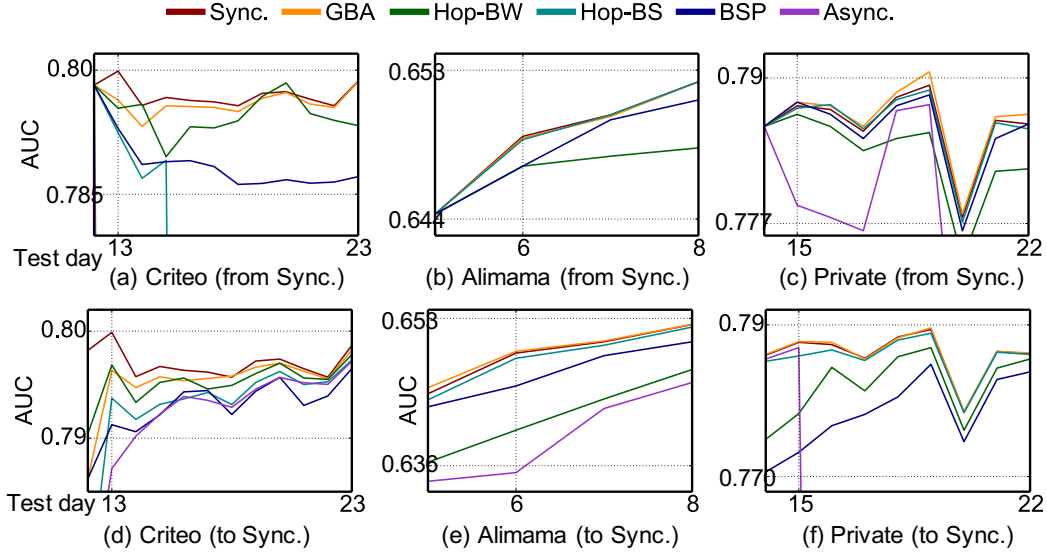 Sync. GBA Hop-BW Hop-BS BSP Async.
AUC
0.80
0.785
Test day
13
23
(a) Criteo (from Sync.)
AUC
0.653
0.644
6
8
(b) Alimama (from Sync.)
0.79
0.777
15
22
(c) Private (from Sync.)
0.80
0.79
Test day
13
23
(d) Criteo (to Sync.)
AUC
0.653
0.636
6
8
(e) Alimama (to Sync.)
0.79
0.770
15
22
(f) Private (to Sync.)